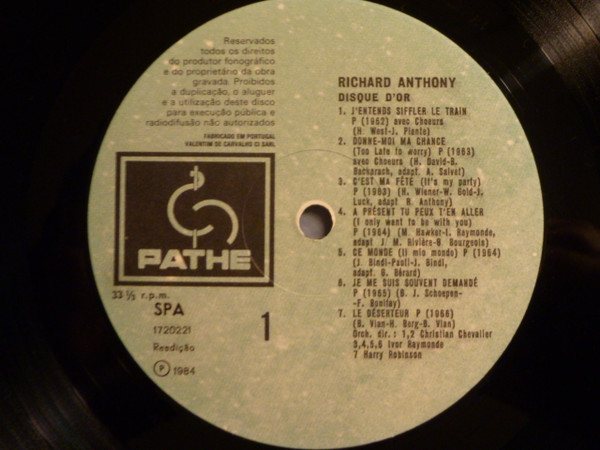 Reservados
todos os direitos
do produtor fonográfico
e do proprietário da obra
gravada. Proibidos
a duplicação, o aluguer
e a utilização deste disco
para execução pública e
radiodifusão não autorizados
FABRICADO EM PORTUGAL
VALENTIM DE CARVALHO CI SARL
PATHE
33 ⅓ r.p.m.
SPA
1720221
Reedição
Ⓟ 1984
1
RICHARD ANTHONY
DISQUE D'OR
1. J'ENTENDS SIFFLER LE TRAIN
P (1962) avec Choeurs
(H. West-J. Plante)
2. DONNE-MOI MA CHANCE
(Too Late to Worry) P (1963)
avec Choeurs (H. David-B.
Bacharach, adapt. A. Salvet)
3. C'EST MA FÊTE (It's my party)
P (1963) (H. Wiener-W. Gold-J.
Luck, adapt R. Anthony)
4. A PRÉSENT TU PEUX T'EN ALLER
(I only want to be with you)
P (1964) (M. Hawker-I. Raymonde,
adapt J. M. Rivière-B Bourgeois)
5. CE MONDE (Il mio mondo) P (1964)
(J. Bindi-Paoli-J. Bindi,
adapt. G. Bérard)
6. JE ME SUIS SOUVENT DEMANDÉ
P (1965) (B. J. Schoepen-
-F. Bonifay)
7. LE DÉSERTEUR P (1966)
(B. Vian-H. Berg-B. Vian)
Orch. dir.: 1,2 Christian Chevalier
3,4,5,6 Ivor Raymonde
7 Harry Robinson